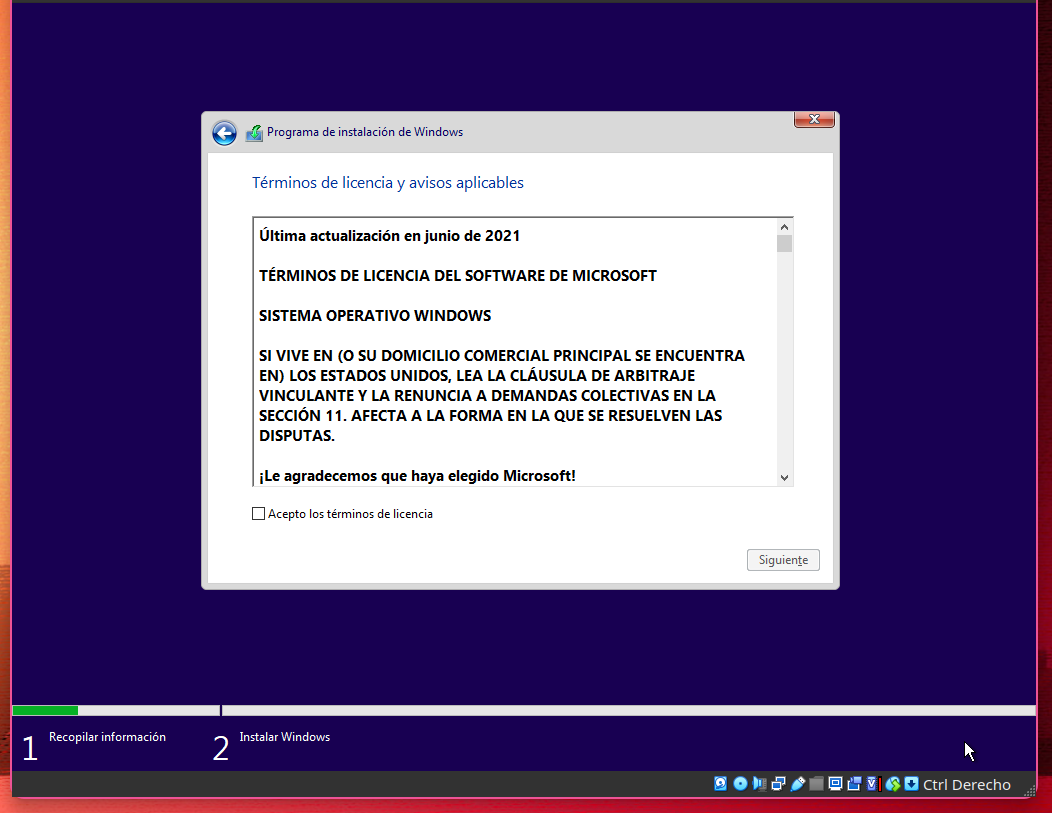 Programa de instalación de Windows
Términos de licencia y avisos aplicables
Última actualización en junio de 2021
TÉRMINOS DE LICENCIA DEL SOFTWARE DE MICROSOFT
SISTEMA OPERATIVO WINDOWS
SI VIVE EN (O SU DOMICILIO COMERCIAL PRINCIPAL SE ENCUENTRA
EN) LOS ESTADOS UNIDOS, LEA LA CLÁUSULA DE ARBITRAJE
VINCULANTE Y LA RENUNCIA A DEMANDAS COLECTIVAS EN LA
SECCIÓN 11. AFECTA A LA FORMA EN LA QUE SE RESUELVEN LAS
DISPUTAS.
¡Le agradecemos que haya elegido Microsoft!
Acepto los términos de licencia
Siguiente
1 Recopilar información
2 Instalar Windows
Ctrl Derecho